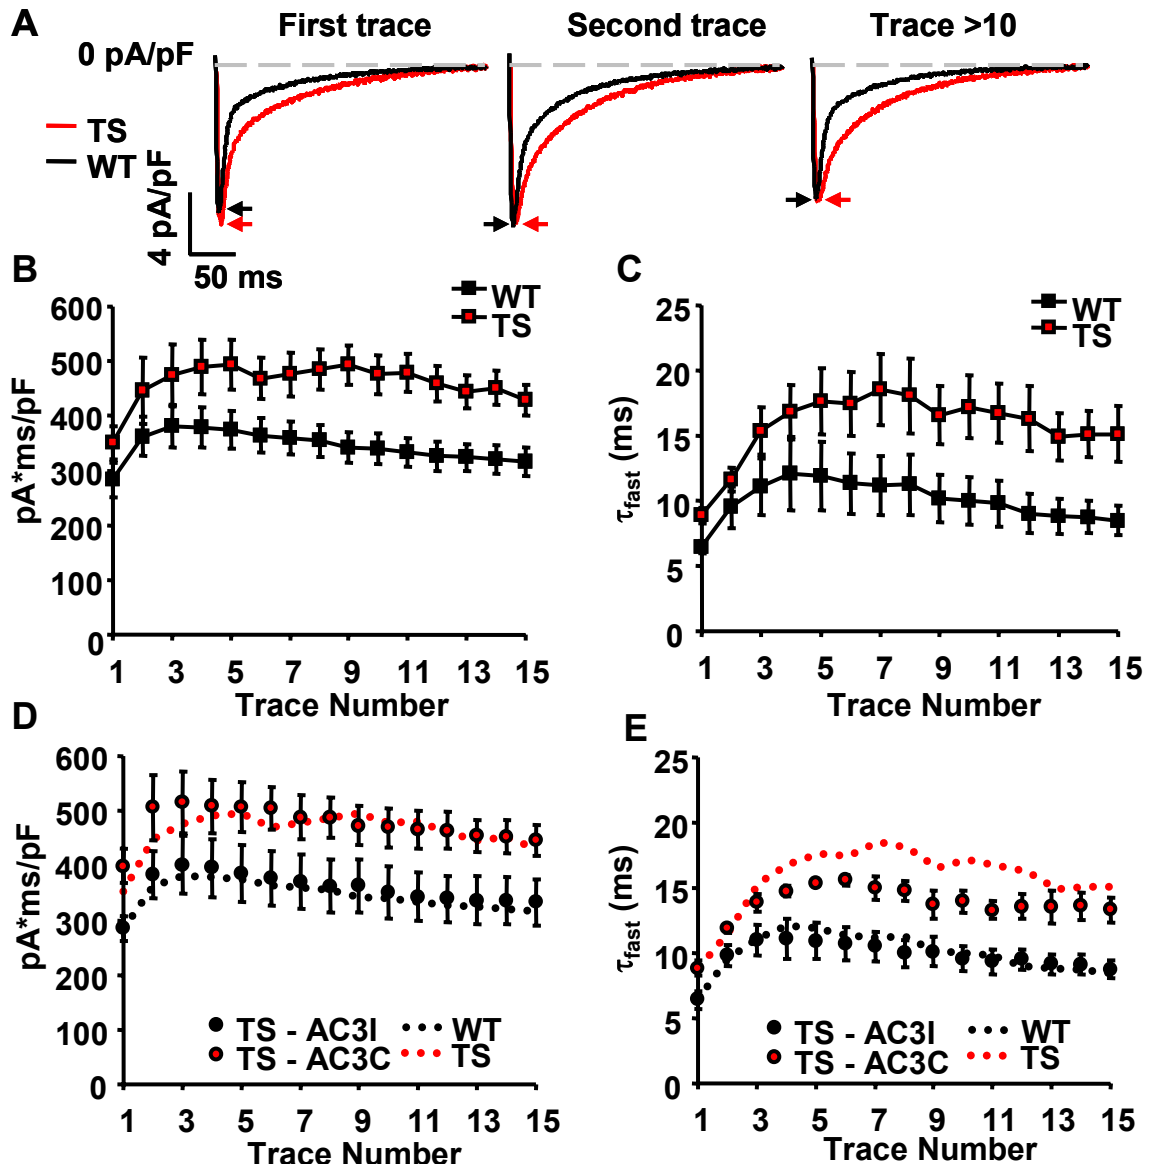 A
First trace
Second trace
Trace >10
0 pA/pF
TS
WT
4 pA/pF
50 ms
B
WT
TS
600
500
400
300
200
100
0
pA*ms/pF
1 3 5 7 9 11 13 15
Trace Number
C
WT
TS
25
20
15
10
5
0
τfast (ms)
1 3 5 7 9 11 13 15
Trace Number
D
600
500
400
300
200
100
0
pA*ms/pF
TS - AC3I
WT
TS - AC3C
TS
1 3 5 7 9 11 13 15
Trace Number
E
25
20
15
10
5
0
τfast (ms)
TS - AC3I
WT
TS - AC3C
TS
1 3 5 7 9 11 13 15
Trace Number